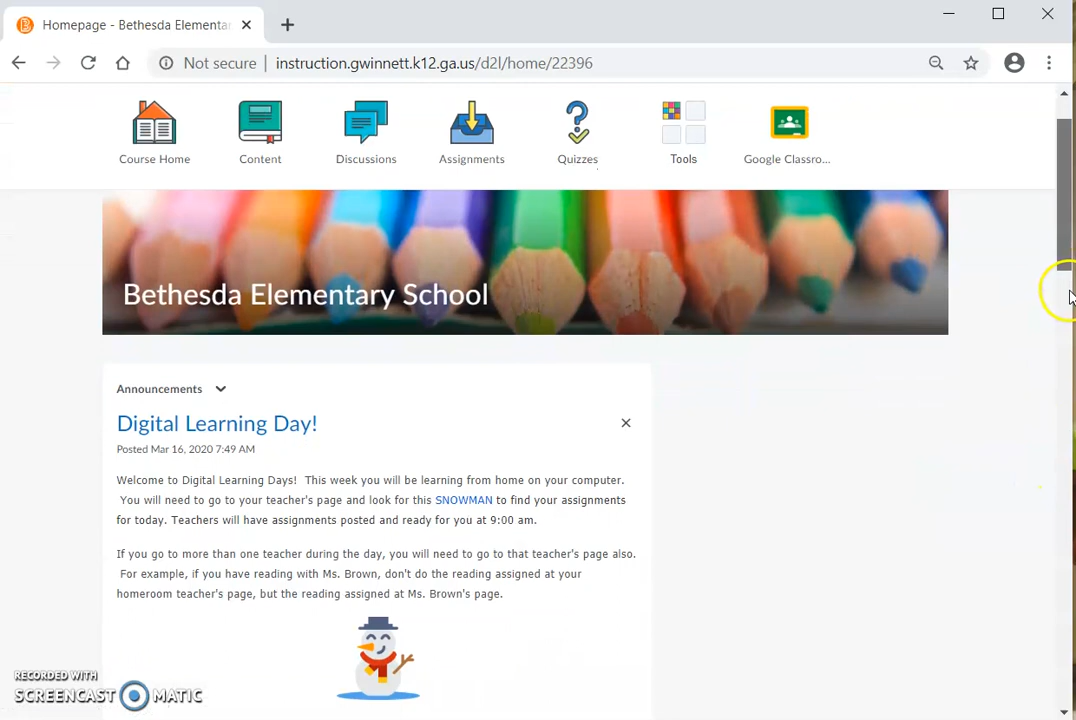 Homepage - Bethesda Elementa
Not secure | instruction.gwinnett.k12.ga.us/d2l/home/22396
Course Home
Content
Discussions
Assignments
Quizzes
Tools
Google Classro...
Bethesda Elementary School
Announcements
Digital Learning Day!
Posted Mar 16, 2020 7:49 AM
Welcome to Digital Learning Days! This week you will be learning from home on your computer.
You will need to go to your teacher's page and look for this SNOWMAN to find your assignments
for today. Teachers will have assignments posted and ready for you at 9:00 am.
If you go to more than one teacher during the day, you will need to go to that teacher's page also.
For example, if you have reading with Ms. Brown, don't do the reading assigned at your
homeroom teacher's page, but the reading assigned at Ms. Brown's page.
RECORDED WITH
SCREENCAST MATIC